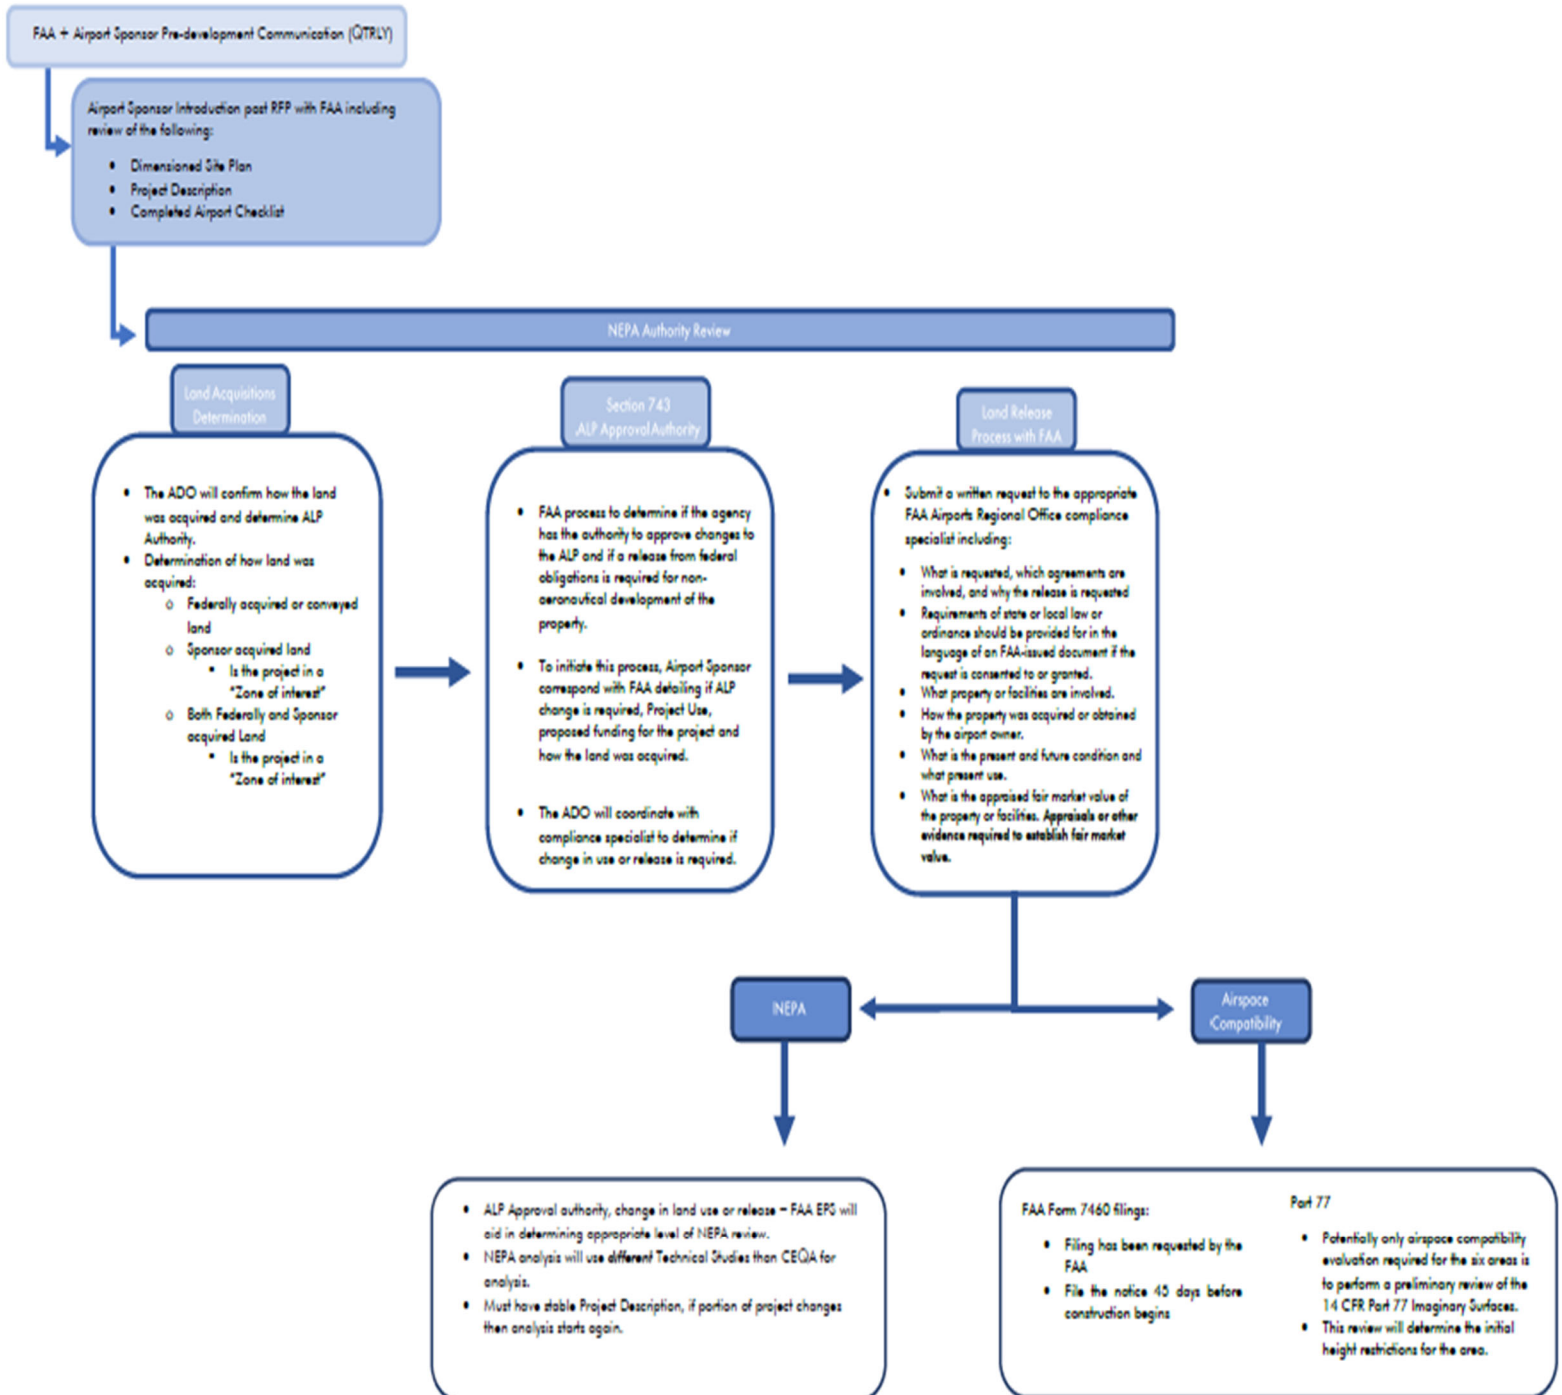 FAA + Airport Sponsor Pre-development Communication (QTRLY)
Airport Sponsor Introduction post RFP with FAA including
review of the following:
• Dimensioned Site Plan
• Project Description
• Completed Airport Checklist
NEPA Authority Review
Land Acquisitions
Determination
• The ADO will confirm how the land
was acquired and determine ALP
Authority.
• Determination of how land was
acquired:
o Federally acquired or conveyed
land
o Sponsor acquired land
▪ Is the project in a
"Zone of interest"
o Both Federally and Sponsor
acquired Land
▪ Is the project in a
"Zone of interest"
Section 743
ALP Approval Authority
• FAA process to determine if the agency
has the authority to approve changes to
the ALP and if a release from federal
obligations is required for non-
aeronautical development of the
property.
• To initiate this process, Airport Sponsor
correspond with FAA detailing if ALP
change is required, Project Use,
proposed funding for the project and
how the land was acquired.
• The ADO will coordinate with
compliance specialist to determine if
change in use or release is required.
Land Release
Process with FAA
• Submit a written request to the appropriate
FAA Airports Regional Office compliance
specialist including:
• What is requested, which agreements are
involved, and why the release is requested
• Requirements of state or local law or
ordinance should be provided for in the
language of an FAA-issued document if the
request is consented to or granted.
• What property or facilities are involved.
• How the property was acquired or obtained
by the airport owner.
• What is the present and future condition and
what present use.
• What is the appraised fair market value of
the property or facilities. Appraisals or other
evidence required to establish fair market
value.
NEPA
Airspace
Compatibility
• ALP Approval authority, change in land use or release – FAA EPS will
aid in determining appropriate level of NEPA review.
• NEPA analysis will use different Technical Studies than CEQA for
analysis.
• Must have stable Project Description, if portion of project changes
then analysis starts again.
FAA Form 7460 filings:
• Filing has been requested by the
FAA
• File the notice 45 days before
construction begins
Part 77
• Potentially only airspace compatibility
evaluation required for the six areas is
to perform a preliminary review of the
14 CFR Part 77 Imaginary Surfaces.
• This review will determine the initial
height restrictions for the area.